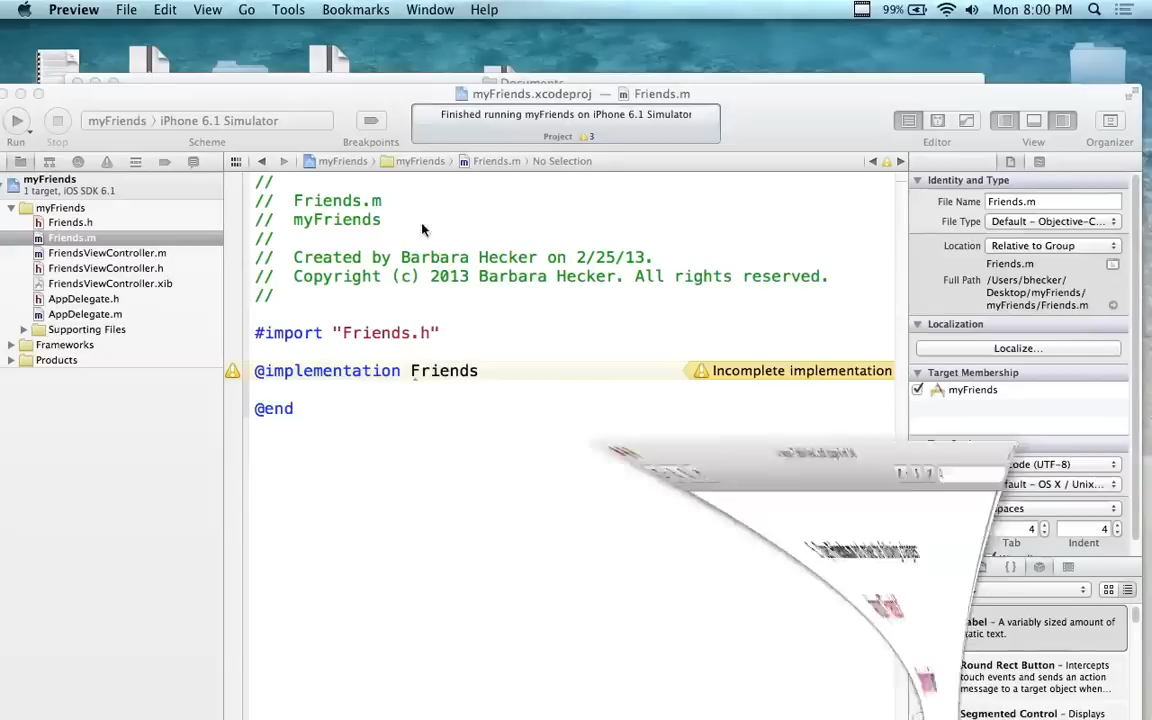 Preview File Edit View Go Tools Bookmarks Window Help 99% Mon 8:00 PM
myFriends.xcodeproj — Friends.m
myFriends 〉 iPhone 6.1 Simulator
Finished running myFriends on iPhone 6.1 Simulator
Project 3
Run Stop Scheme Breakpoints Editor View Organizer
myFriends 〉 myFriends 〉 Friends.m 〉 No Selection
myFriends
1 target, iOS SDK 6.1
myFriends
Friends.h
Friends.m
FriendsViewController.m
FriendsViewController.h
FriendsViewController.xib
AppDelegate.h
AppDelegate.m
Supporting Files
Frameworks
Products
//
// Friends.m
// myFriends
//
// Created by Barbara Hecker on 2/25/13.
// Copyright (c) 2013 Barbara Hecker. All rights reserved.
//
#import "Friends.h"
@implementation Friends
Incomplete implementation
@end
Identity and Type
File Name Friends.m
File Type Default - Objective-C...
Location Relative to Group
Friends.m
Full Path /Users/bhecker/
Desktop/myFriends/
myFriends/Friends.m
Localization
Localize...
Target Membership
myFriends
code (UTF-8)
fault - OS X / Unix...
paces
4 4
Tab Indent
abel - A variably sized amount of
atic text.
Round Rect Button - Intercepts
touch events and sends an action
message to a target object when...
Segmented Control - Displays